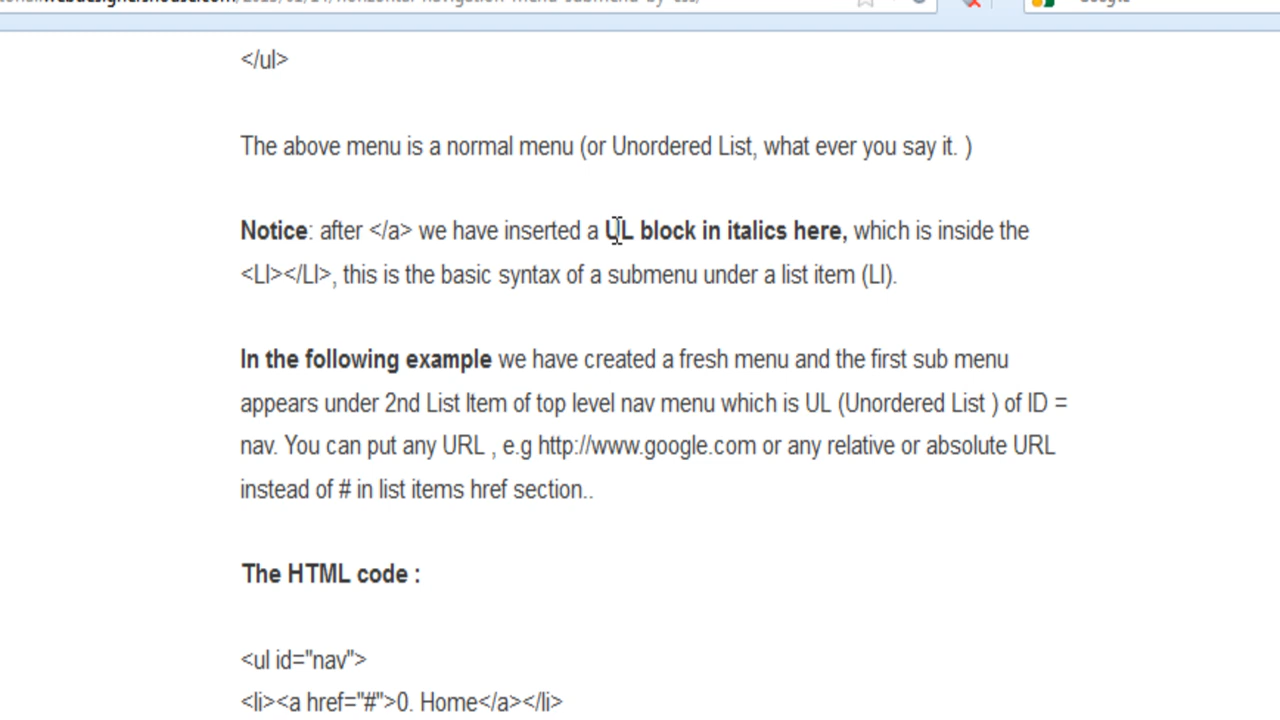 </ul>
The above menu is a normal menu (or Unordered List, what ever you say it. )
Notice: after </a> we have inserted a UL block in italics here, which is inside the
<LI></LI>, this is the basic syntax of a submenu under a list item (LI).
In the following example we have created a fresh menu and the first sub menu
appears under 2nd List Item of top level nav menu which is UL (Unordered List ) of ID =
nav. You can put any URL , e.g http://www.google.com or any relative or absolute URL
instead of # in list items href section..
The HTML code :
<ul id="nav">
<li><a href="#">0. Home</a></li>